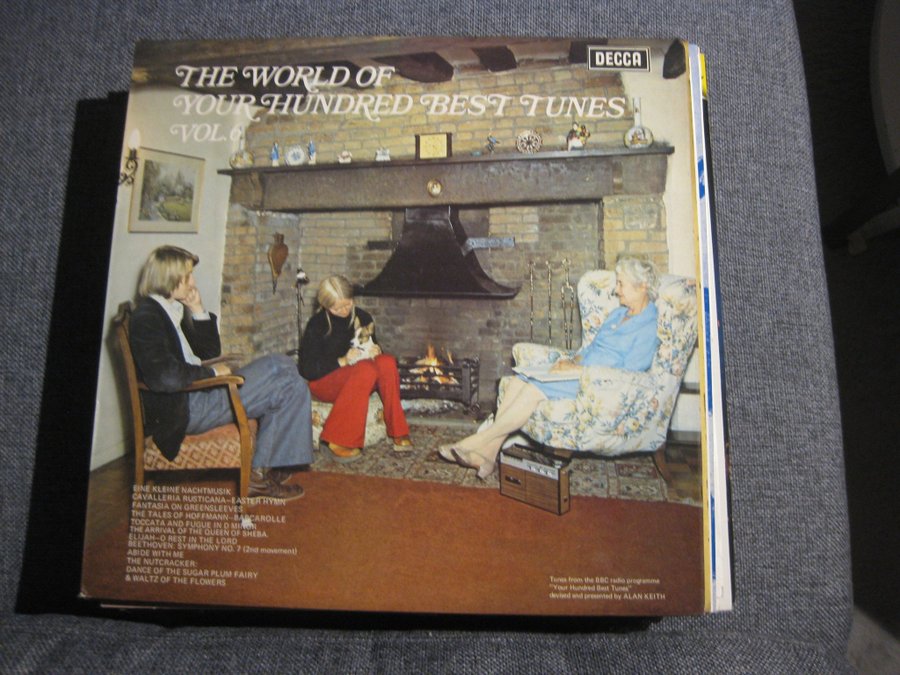 DECCA
THE WORLD OF
YOUR HUNDRED BEST TUNES
VOL. 6
EINE KLEINE NACHTMUSIK
CAVALLERIA RUSTICANA–EASTER HYMN
FANTASIA ON GREENSLEEVES
THE TALES OF HOFFMANN–BARCAROLLE
TOCCATA AND FUGUE IN D MINOR
THE ARRIVAL OF THE QUEEN OF SHEBA
ELIJAH–O REST IN THE LORD
BEETHOVEN: SYMPHONY NO. 7 (2nd movement)
ABIDE WITH ME
THE NUTCRACKER:
DANCE OF THE SUGAR PLUM FAIRY
& WALTZ OF THE FLOWERS
Tunes from the BBC radio programme
"Your Hundred Best Tunes"
devised and presented by ALAN KEITH